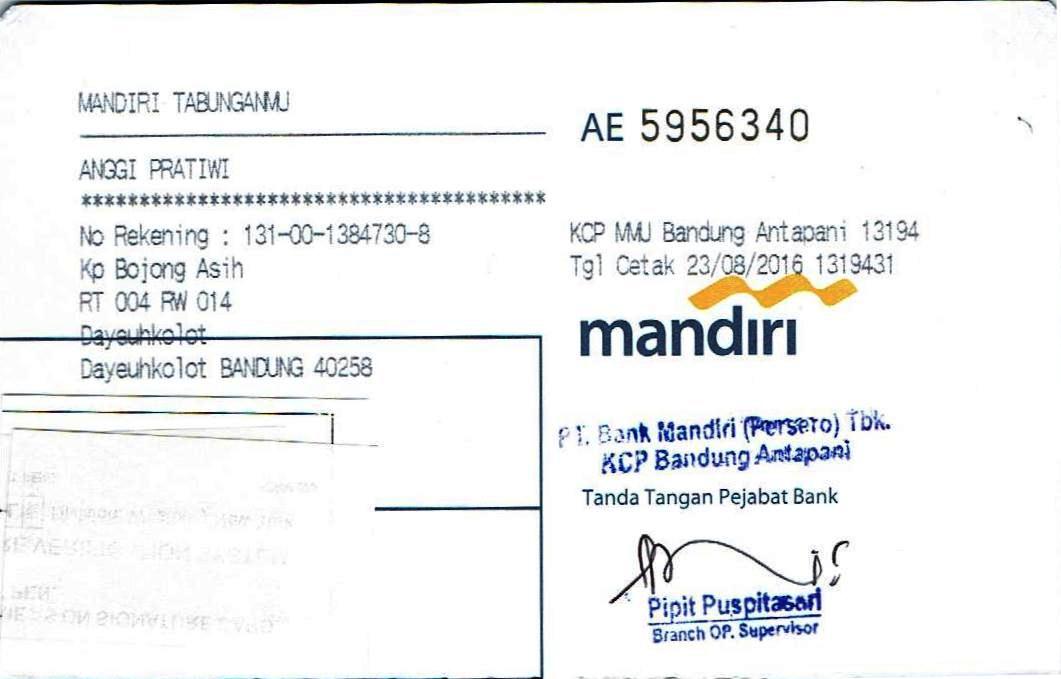 MANDIRI TABUNGANMU
ANGGI PRATIWI
****************************************
No Rekening : 131-00-1384730-8
Kp Bojong Asih
RT 004 RW 014
Dayeuhkolot
Dayeuhkolot BANDUNG 40258
AE 5956340
KCP MMU Bandung Antapani 13194
Tgl Cetak 23/08/2016 1319431
mandiri
PT. Bank Mandiri (Persero) Tbk.
KCP Bandung Antapani
Tanda Tangan Pejabat Bank
Pipit Puspitasari
Branch OP. Supervisor
SIGNATURE CARD